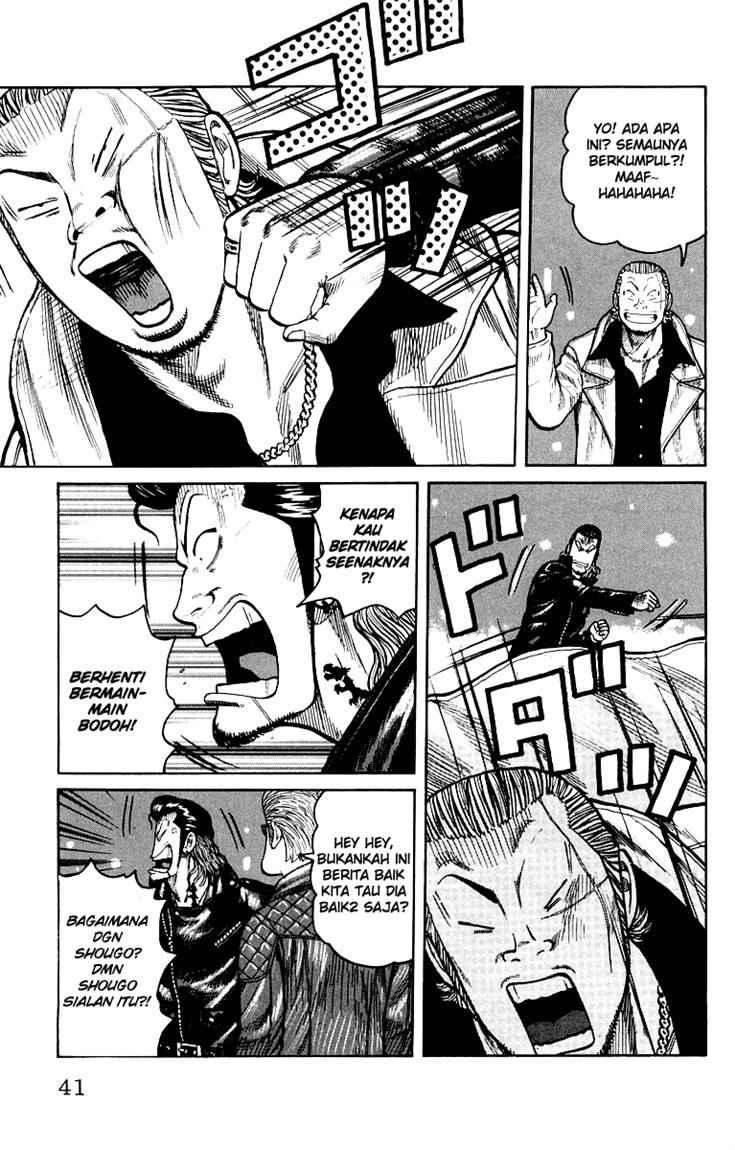 YO! ADA APA
INI? SEMAUNYA
BERKUMPUL?!
MAAF~
HAHAHAHA!
ゴッ
ドダッ
KENAPA
KAU
BERTINDAK
SEENAKNYA
?!
BERHENTI
BERMAIN-
MAIN
BODOH!
HEY HEY,
BUKANKAH INI
BERITA BAIK
KITA TAU DIA
BAIK2 SAJA?
BAGAIMANA
DGN
SHOUGO?
DMN
SHOUGO
SIALAN ITU?!
41